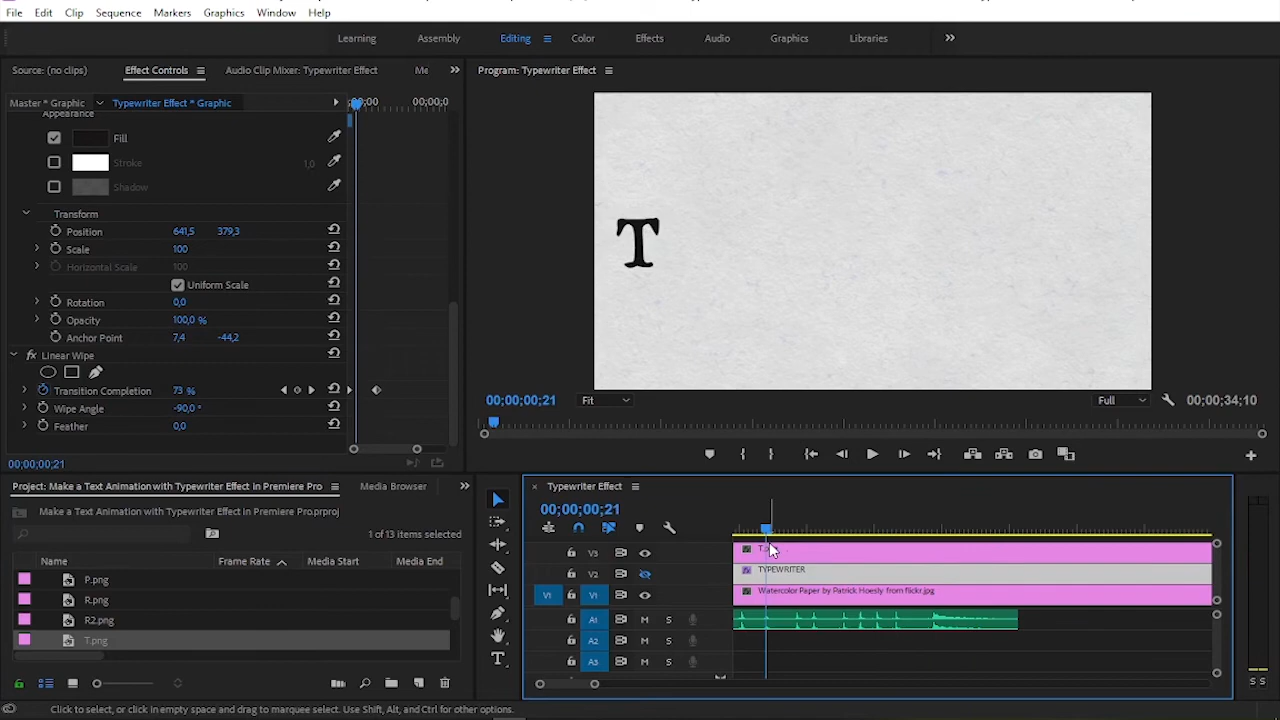 File Edit Clip Sequence Markers Graphics Window Help
Learning Assembly Editing Color Effects Audio Graphics Libraries
Source: (no clips) Effect Controls Audio Clip Mixer: Typewriter Effect Me
Program: Typewriter Effect
Master * Graphic Typewriter Effect * Graphic ;00;00 00;00;0
Appearance
Fill
Stroke 1,0
Shadow
Transform
Position 641,5 379,3
Scale 100
Horizontal Scale 100
Uniform Scale
Rotation 0,0
Opacity 100,0 %
Anchor Point 7,4 -44,2
fx Linear Wipe
Transition Completion 73 %
Wipe Angle -90,0 °
Feather 0,0
00;00;00;21
T
00;00;00;21 Fit Full 00;00;34;10
Project: Make a Text Animation with Typewriter Effect in Premiere Pro Media Browser
Make a Text Animation with Typewriter Effect in Premiere Pro.prproj
1 of 13 items selected
Name Frame Rate Media Start Media End
P.png
R.png
R2.png
T.png
× Typewriter Effect
00;00;00;21
V3
V2 TYPEWRITER
V1 V1 Watercolor Paper by Patrick Hoesly from flickr.jpg
A1 M S
A2 M S
A3 M S
S S
Click to select, or click in empty space and drag to marquee select. Use Shift, Alt, and Ctrl for other options.